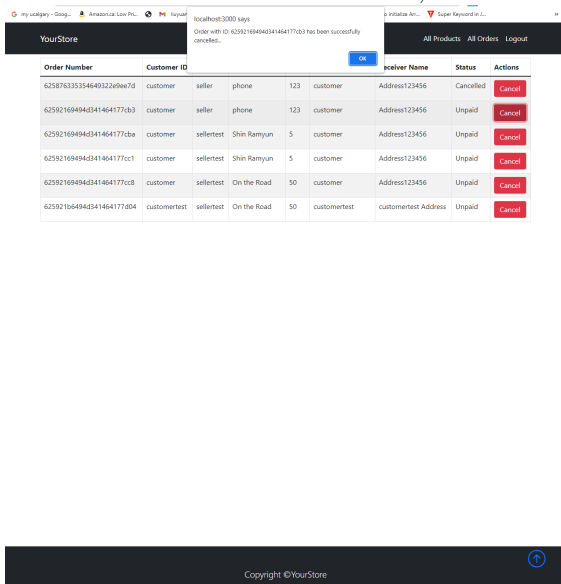 my ucalgary - Goog... Amazon.ca: Low Pri... liuyuan
localhost:3000 says
o initialize Arr... Super Keyword in J... »
Order with ID: 62592169494d341464177cb3 has been successfully
cancelled...
OK
YourStore All Products All Orders Logout
Order Number Customer ID eceiver Name Status Actions
625876335354649322e9ee7d customer seller phone 123 customer Address123456 Cancelled Cancel
62592169494d341464177cb3 customer seller phone 123 customer Address123456 Unpaid Cancel
62592169494d341464177cba customer sellertest Shin Ramyun 5 customer Address123456 Unpaid Cancel
62592169494d341464177cc1 customer sellertest Shin Ramyun 5 customer Address123456 Unpaid Cancel
62592169494d341464177cc8 customer sellertest On the Road 50 customer Address123456 Unpaid Cancel
625921b6494d341464177d04 customertest sellertest On the Road 50 customertest customertest Address Unpaid Cancel
Copyright ©YourStore